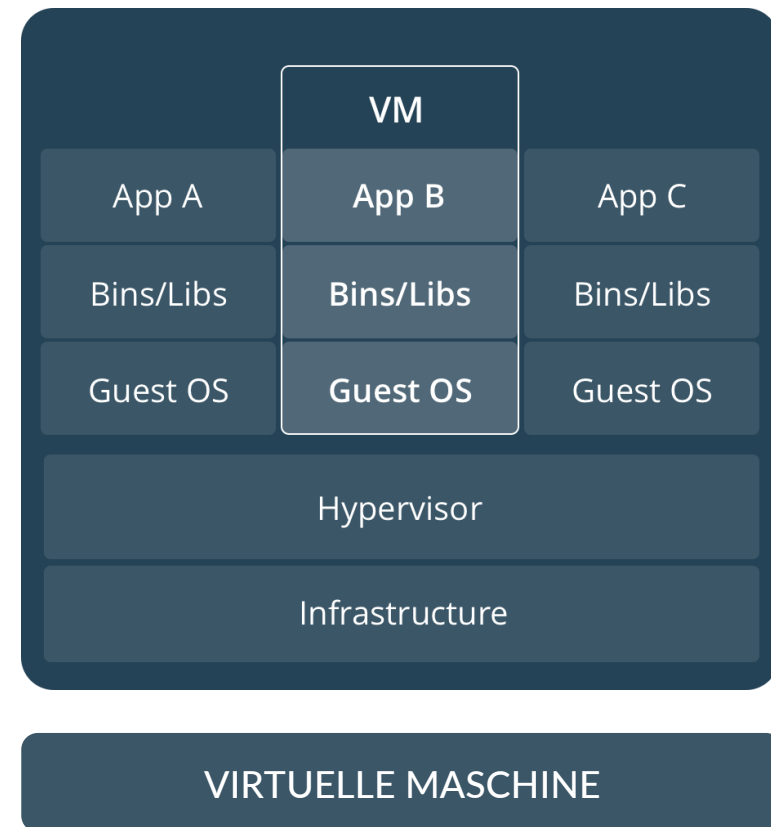 VM
App A App B App C
Bins/Libs Bins/Libs Bins/Libs
Guest OS Guest OS Guest OS
Hypervisor
Infrastructure
VIRTUELLE MASCHINE